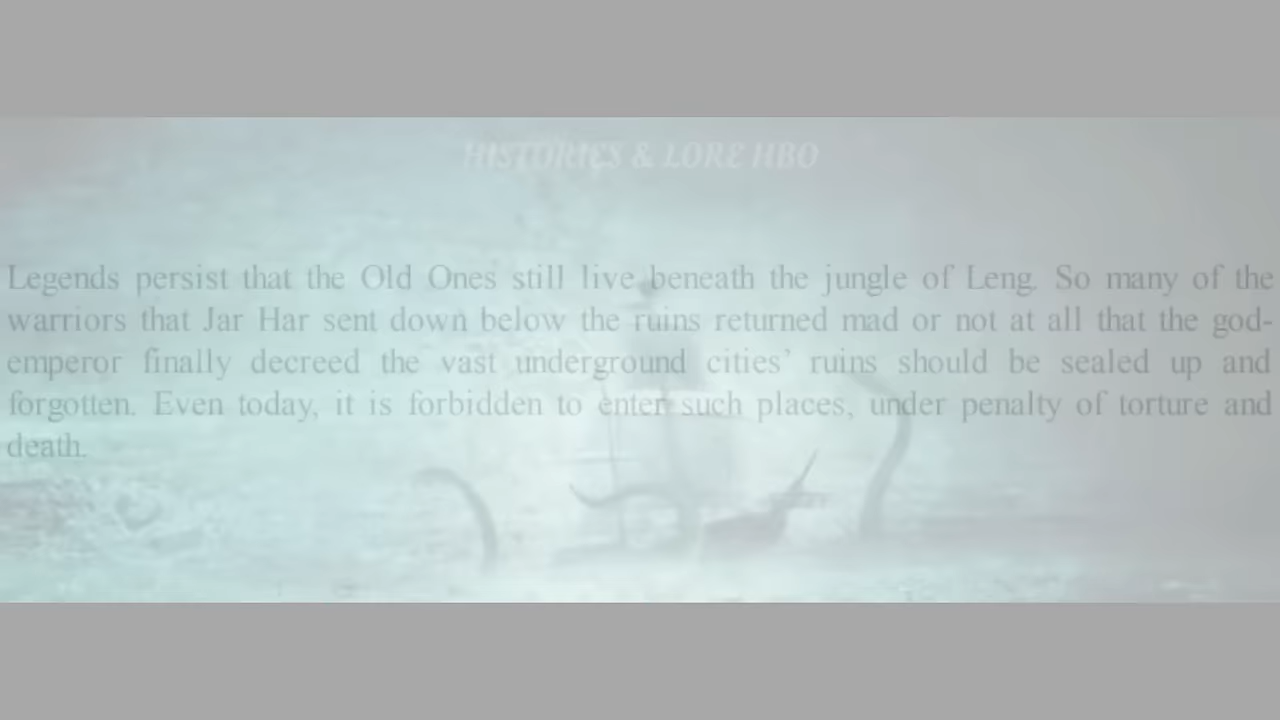 HISTORIES & LORE HBO
Legends persist that the Old Ones still live beneath the jungle of Leng. So many of the
warriors that Jar Har sent down below the ruins returned mad or not at all that the god-
emperor finally decreed the vast underground cities’ ruins should be sealed up and
forgotten. Even today, it is forbidden to enter such places, under penalty of torture and
death.